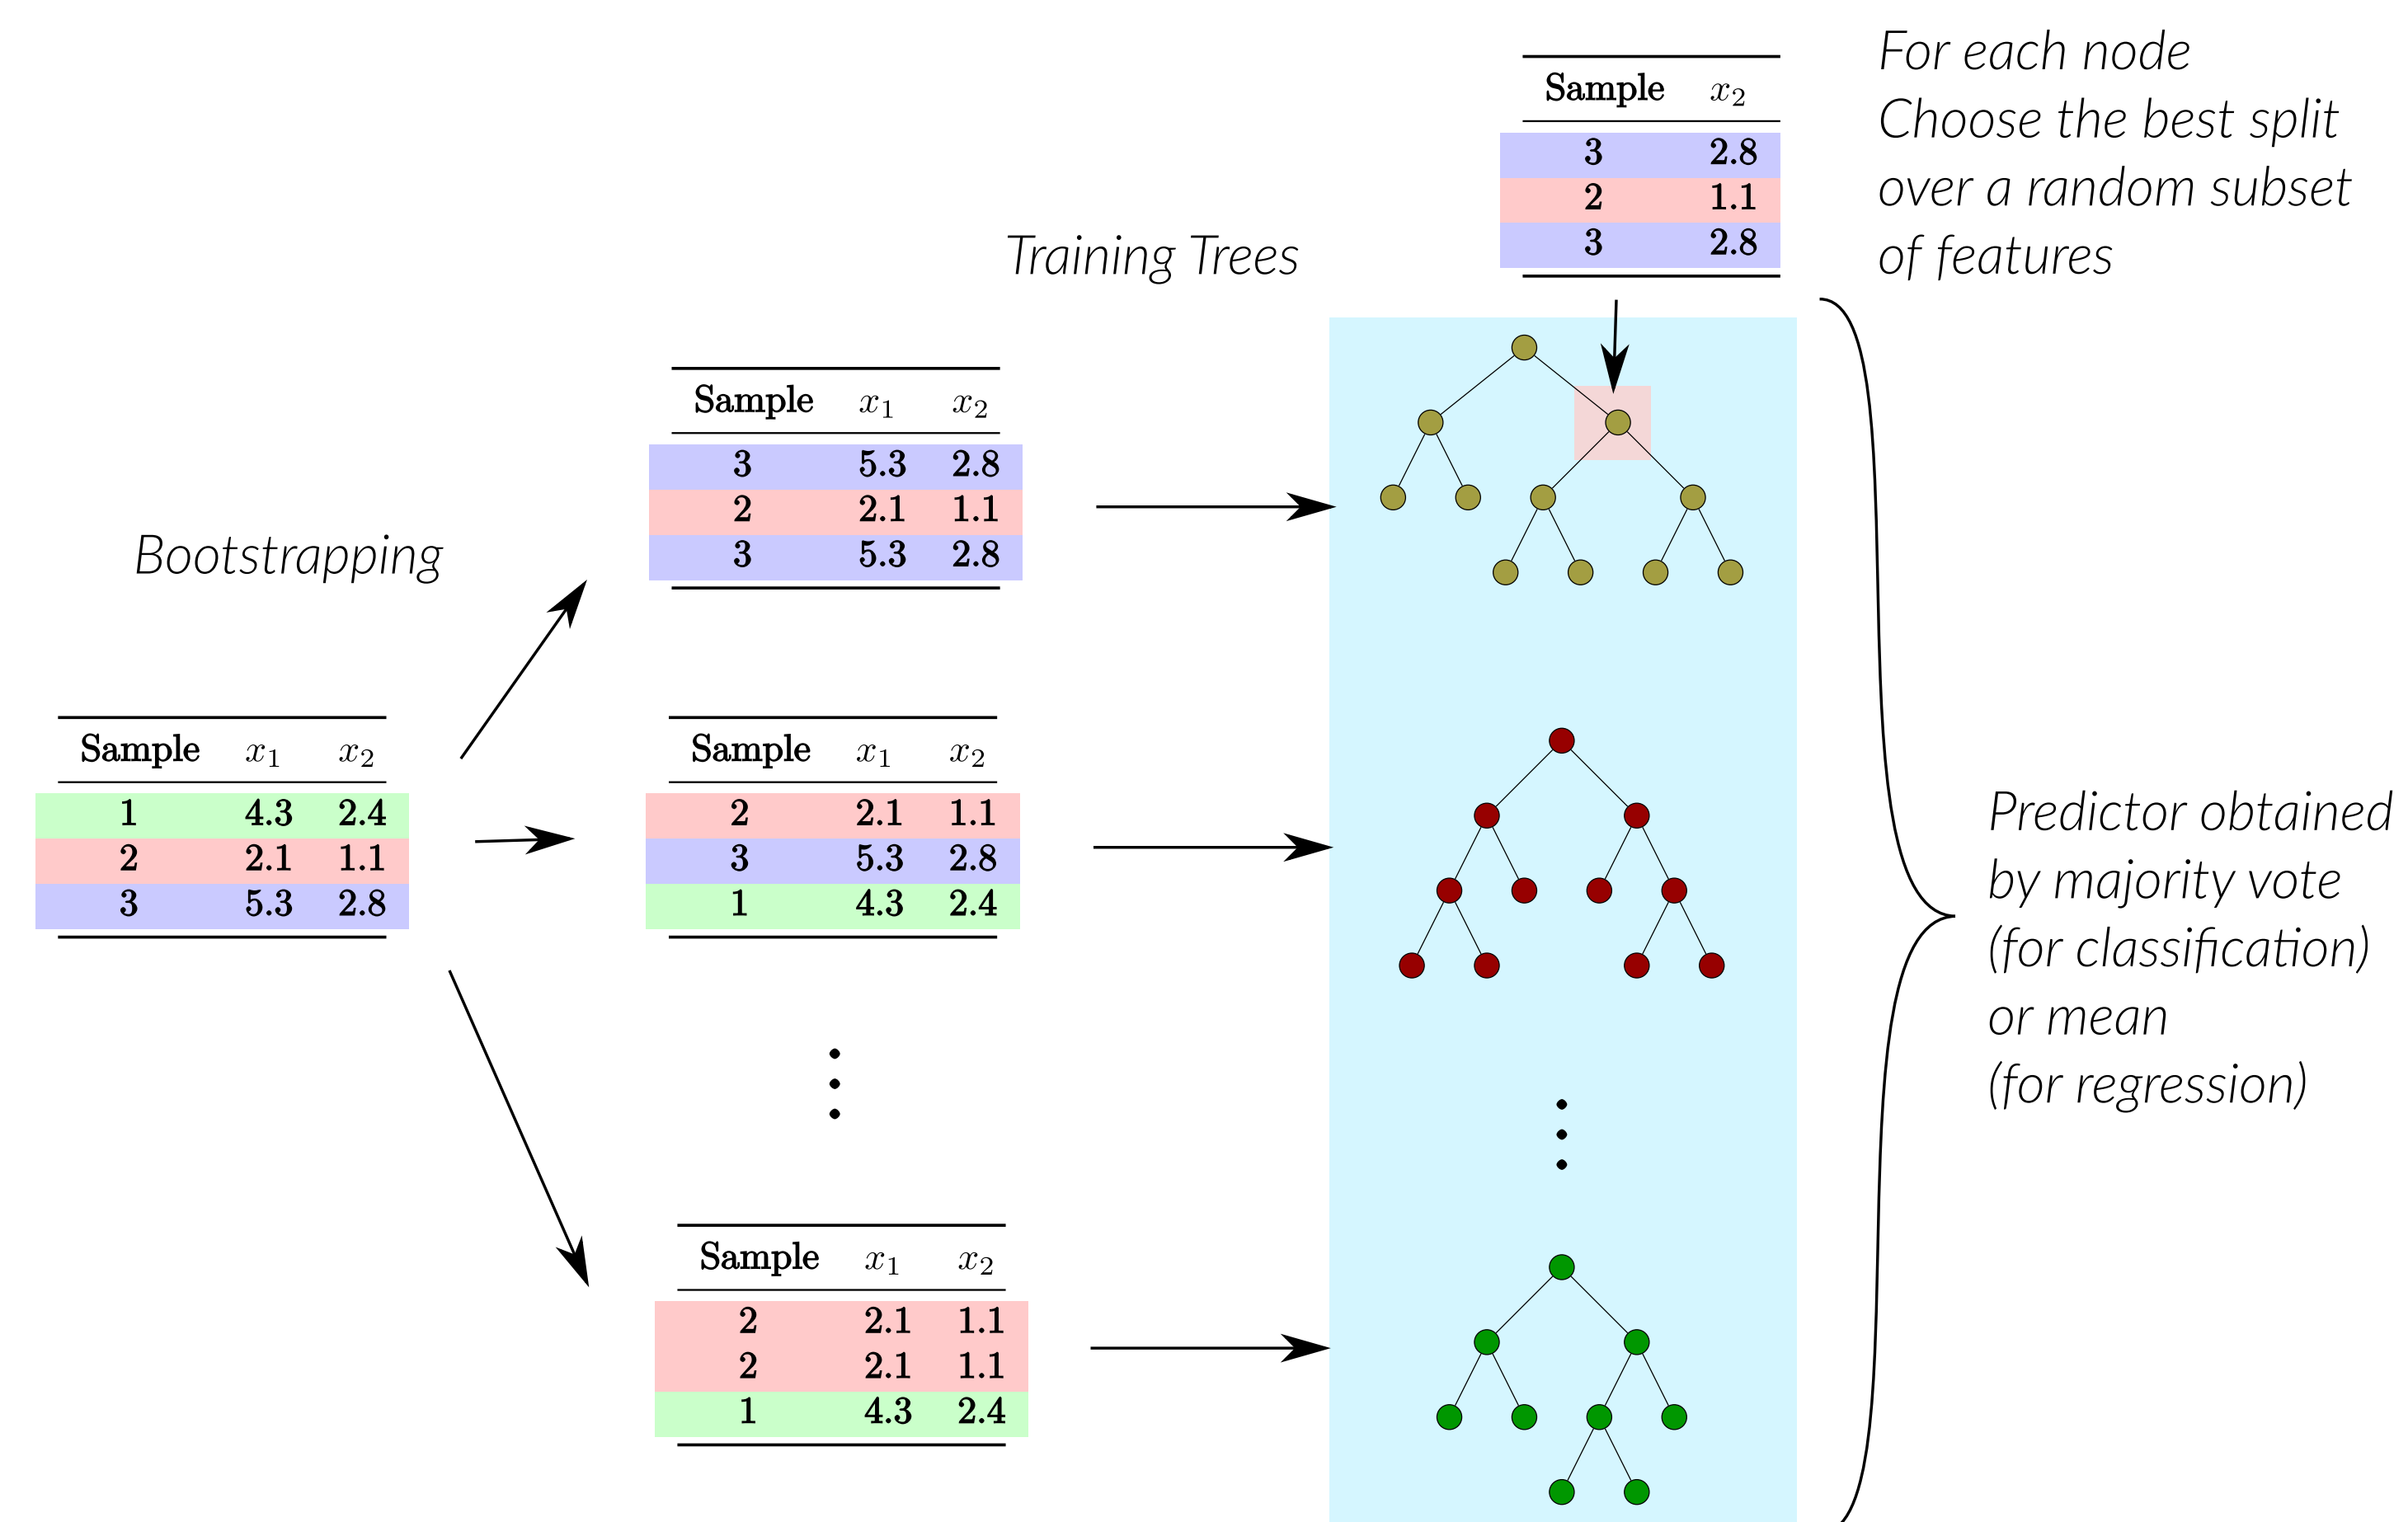 For each node
Choose the best split
over a random subset
of features
Sample x₂
3 2.8
2 1.1
3 2.8
Training Trees
Sample x₁ x₂
3 5.3 2.8
2 2.1 1.1
3 5.3 2.8
Bootstrapping
Sample x₁ x₂
1 4.3 2.4
2 2.1 1.1
3 5.3 2.8
Sample x₁ x₂
2 2.1 1.1
3 5.3 2.8
1 4.3 2.4
Sample x₁ x₂
2 2.1 1.1
2 2.1 1.1
1 4.3 2.4
Predictor obtained
by majority vote
(for classification)
or mean
(for regression)